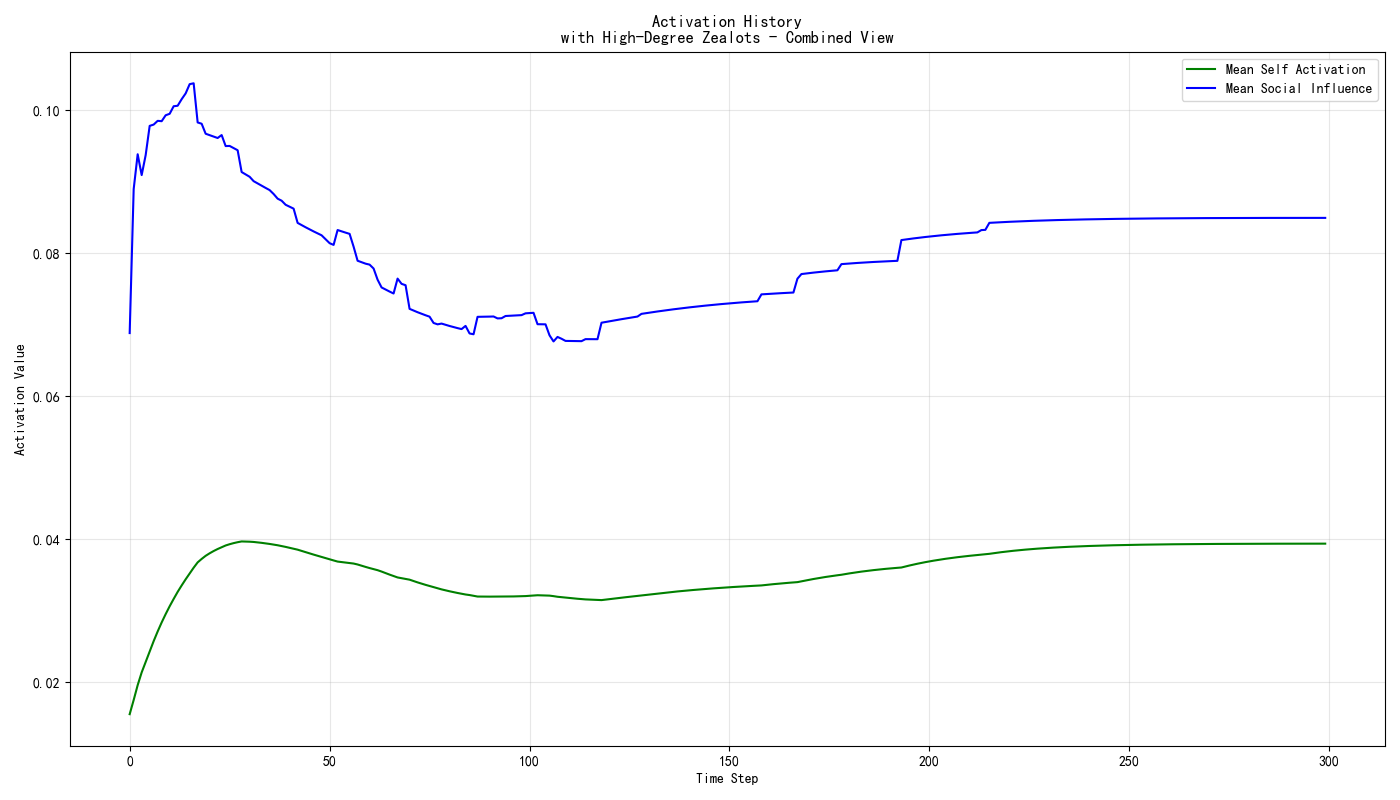 Activation History
with High-Degree Zealots - Combined View
Mean Self Activation
Mean Social Influence
Activation Value
0.10
0.08
0.06
0.04
0.02
0
50
100
150
200
250
300
Time Step